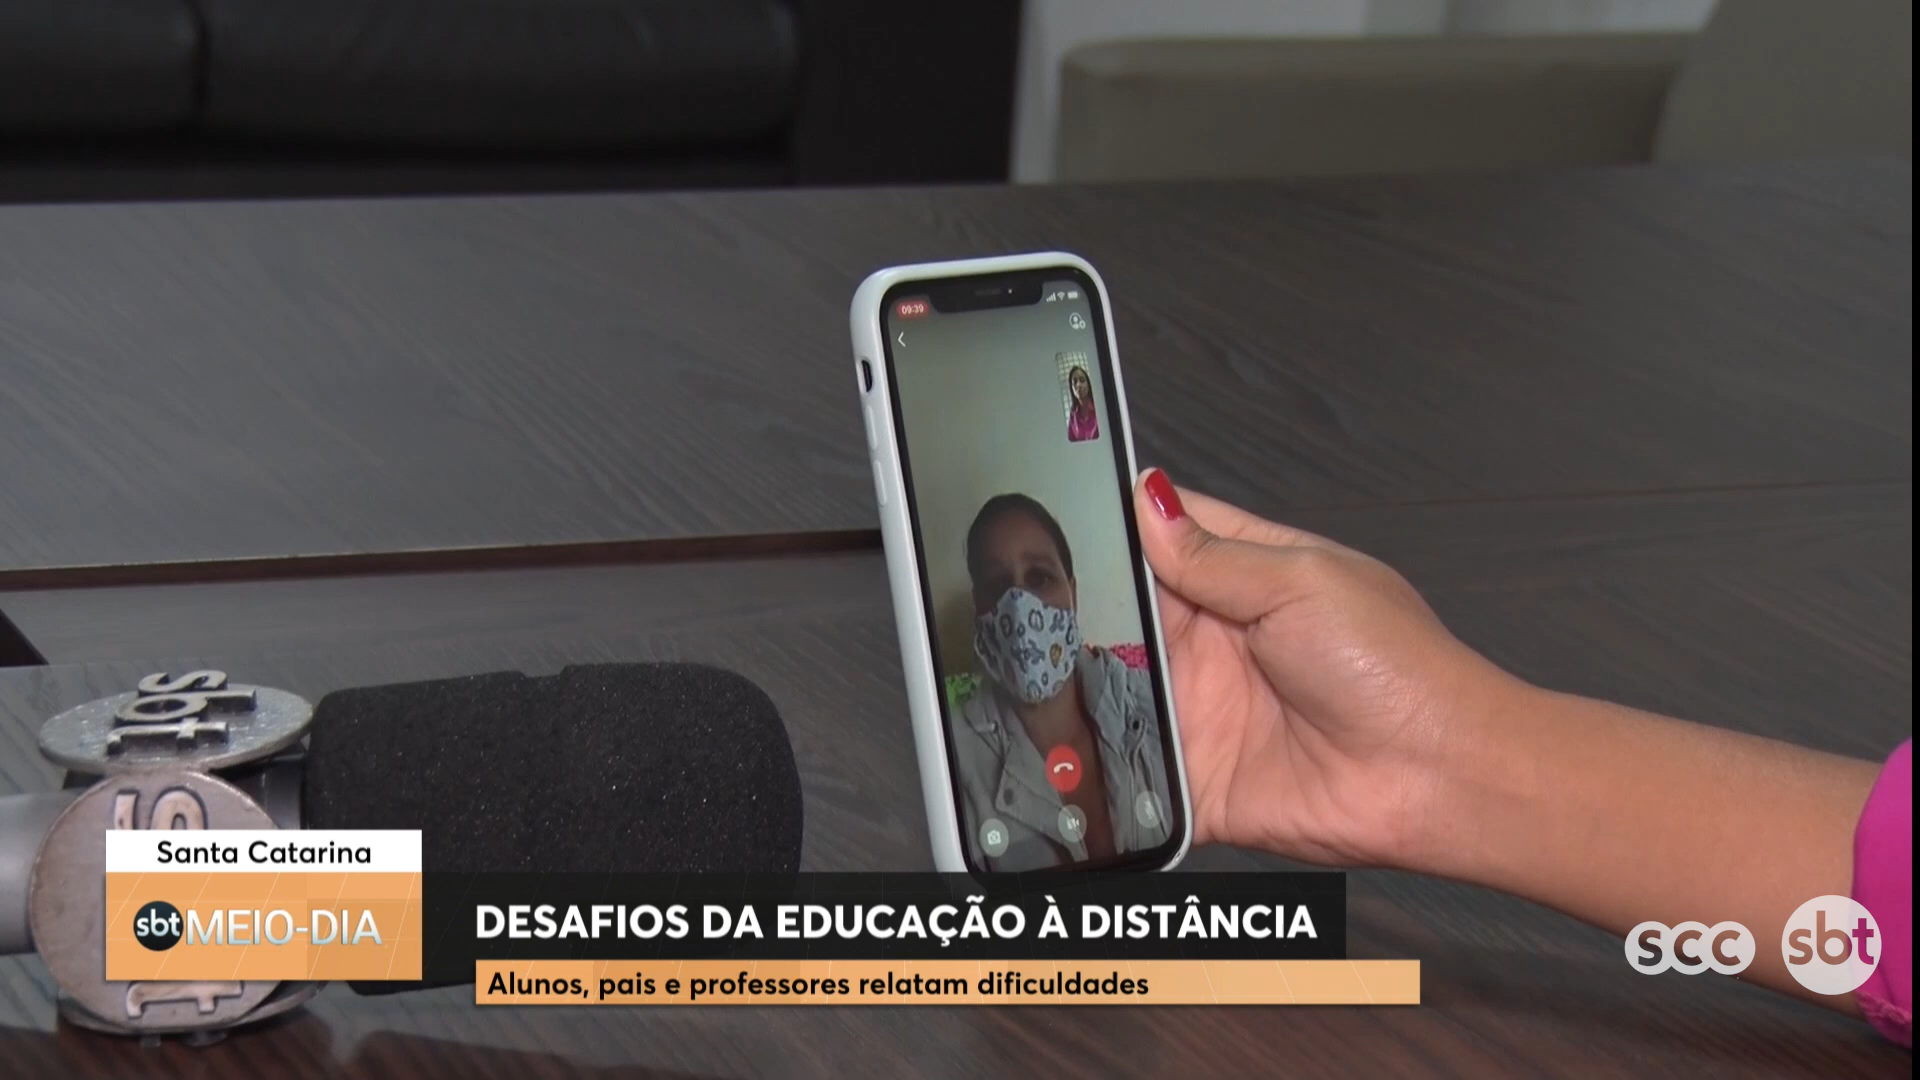 09:39
sbt
Santa Catarina
sbt MEIO-DIA
DESAFIOS DA EDUCAÇÃO À DISTÂNCIA
Alunos, pais e professores relatam dificuldades
scc sbt